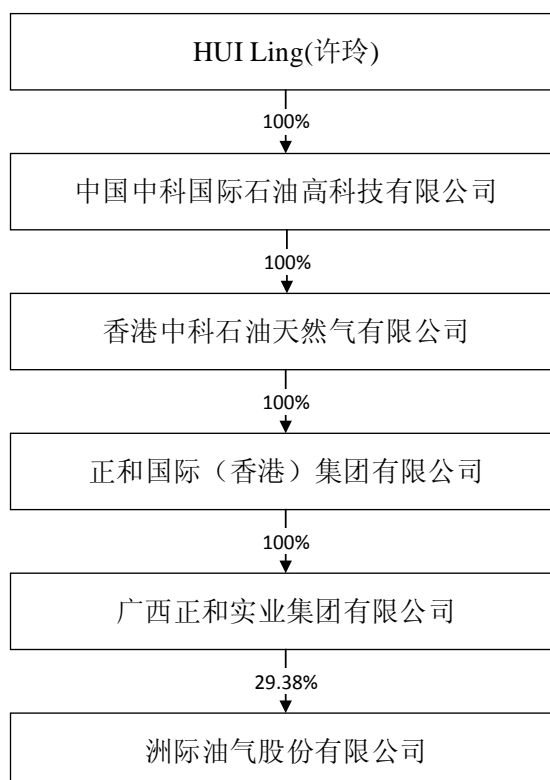 HUI Ling(许玲)
100%
中国中科国际石油高科技有限公司
100%
香港中科石油天然气有限公司
100%
正和国际（香港）集团有限公司
100%
广西正和实业集团有限公司
29.38%
洲际油气股份有限公司